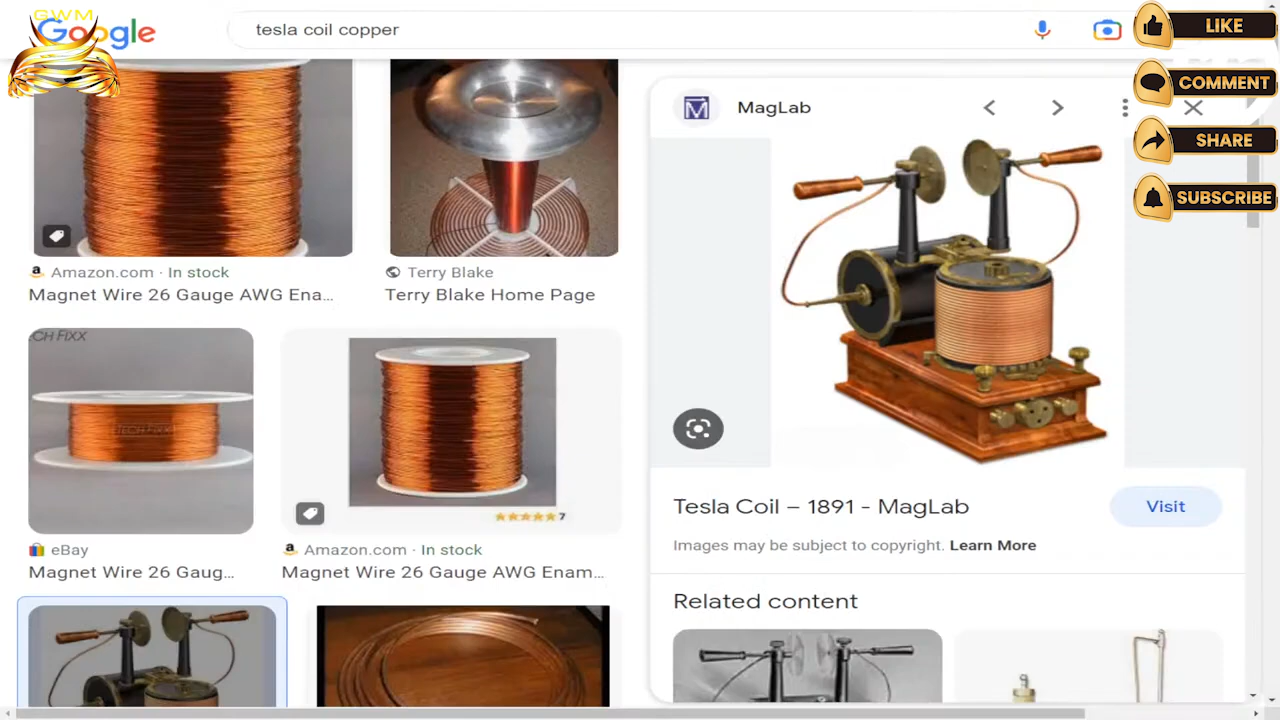 GWM
Google
tesla coil copper
LIKE
COMMENT
SHARE
SUBSCRIBE
MagLab
a Amazon.com · In stock
Magnet Wire 26 Gauge AWG Ena...
Terry Blake
Terry Blake Home Page
ECH FIXX
TECH FIXX
7
eBay
Magnet Wire 26 Gaug...
a Amazon.com · In stock
Magnet Wire 26 Gauge AWG Enam...
Tesla Coil – 1891 - MagLab
Visit
Images may be subject to copyright. Learn More
Related content